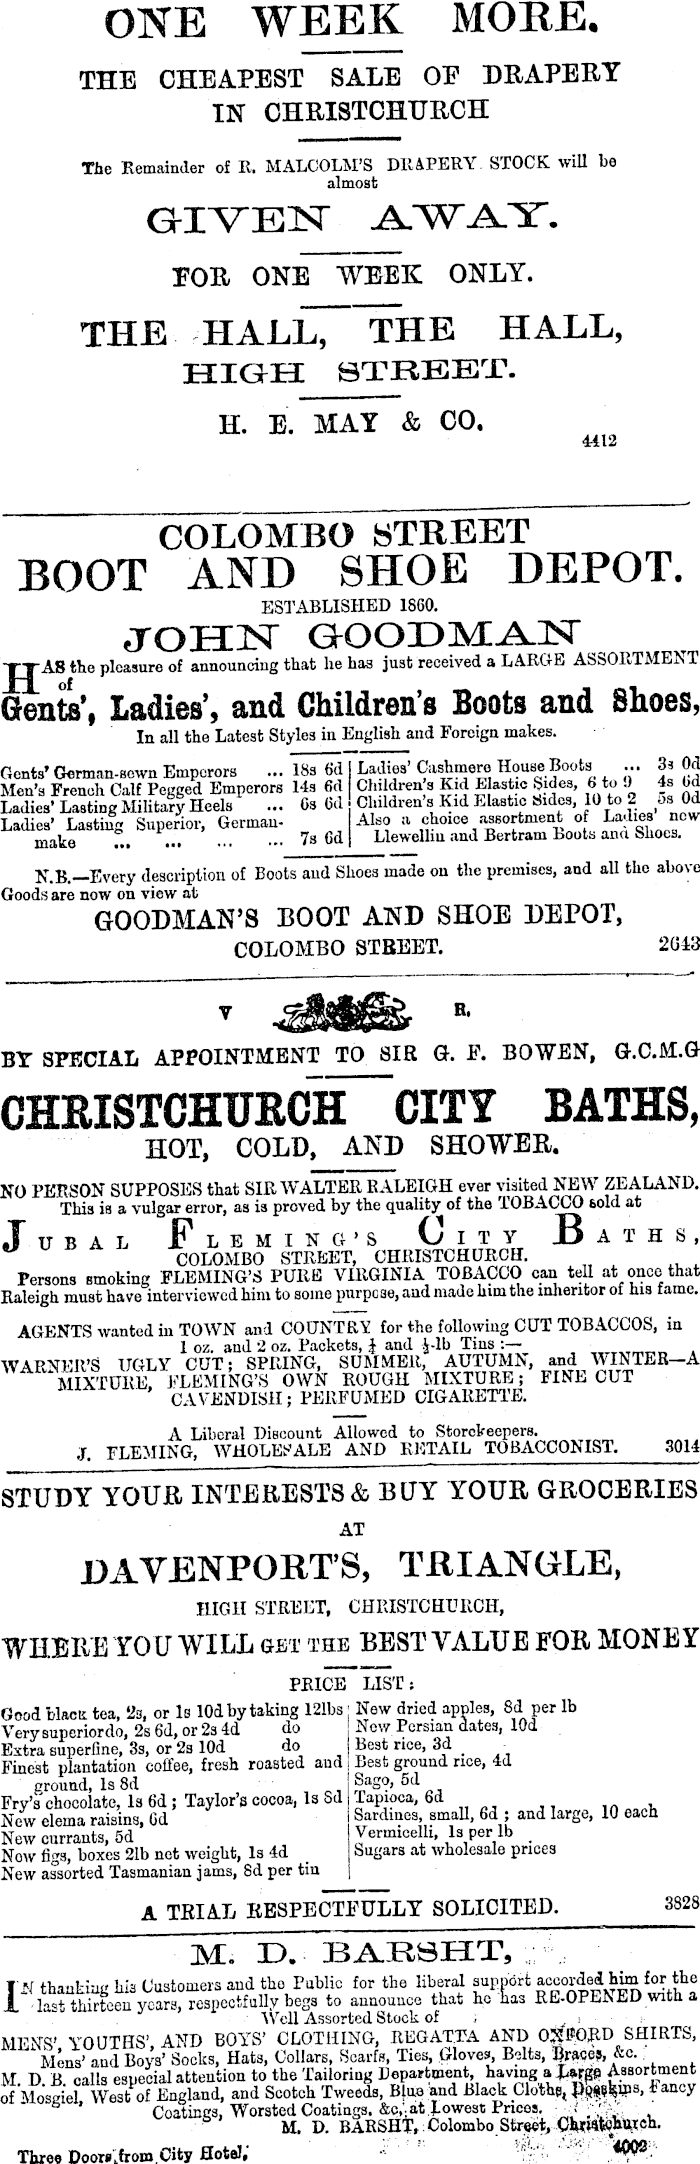 ONE WEEK MORE.
THE CHEAPEST SALE OF DRAPERY
IN CHRISTCHURCH
The Remainder of R. MALCOLM'S DRAPERY STOCK will be
almost
GIVEN AWAY.
FOR ONE WEEK ONLY.
THE HALL, THE HALL,
HIGH STREET.
H. E. MAY & CO.
4412
COLOMBO STREET
BOOT AND SHOE DEPOT.
ESTABLISHED 1860.
JOHN GOODMAN
HAS the pleasure of announcing that he has just received a LARGE ASSORTMENT
of
Gents', Ladies', and Children's Boots and Shoes,
In all the Latest Styles in English and Foreign makes.
Gents' German-sewn Emperors ... 18s 6d
Men's French Calf Pegged Emperors 14s 6d
Ladies' Lasting Military Heels ... 6s 6d
Ladies' Lasting Superior, German-
make ... ... ... ... 7s 6d
Ladies' Cashmere House Boots ... 3s 0d
Children's Kid Elastic Sides, 6 to 9 4s 6d
Children's Kid Elastic Sides, 10 to 2 5s 0d
Also a choice assortment of Ladies' new
Llewellin and Bertram Boots and Shoes.
N.B.—Every description of Boots and Shoes made on the premises, and all the above
Goods are now on view at
GOODMAN'S BOOT AND SHOE DEPOT,
COLOMBO STREET.
2643
V R.
BY SPECIAL APPOINTMENT TO SIR G. F. BOWEN, G.C.M.G
CHRISTCHURCH CITY BATHS,
HOT, COLD, AND SHOWER.
NO PERSON SUPPOSES that SIR WALTER RALEIGH ever visited NEW ZEALAND.
This is a vulgar error, as is proved by the quality of the TOBACCO sold at
JUBAL FLEMING'S CITY BATHS,
COLOMBO STREET, CHRISTCHURCH.
Persons smoking FLEMING'S PURE VIRGINIA TOBACCO can tell at once that
Raleigh must have interviewed him to some purpose, and made him the inheritor of his fame.
AGENTS wanted in TOWN and COUNTRY for the following CUT TOBACCOS, in
1 oz. and 2 oz. Packets, ¼ and ½-lb Tins :—
WARNER'S UGLY CUT; SPRING, SUMMER, AUTUMN, and WINTER—A
MIXTURE, FLEMING'S OWN ROUGH MIXTURE; FINE CUT
CAVENDISH; PERFUMED CIGARETTE.
A Liberal Discount Allowed to Storekeepers.
J. FLEMING, WHOLESALE AND RETAIL TOBACCONIST.
3014
STUDY YOUR INTERESTS & BUY YOUR GROCERIES
AT
DAVENPORT'S, TRIANGLE,
HIGH STREET, CHRISTCHURCH,
WHERE YOU WILL GET THE BEST VALUE FOR MONEY
PRICE LIST:
Good black tea, 2s, or 1s 10d by taking 12lbs
Very superior do, 2s 6d, or 2s 4d do
Extra superfine, 3s, or 2s 10d do
Finest plantation coffee, fresh roasted and
ground, 1s 8d
Fry's chocolate, 1s 6d; Taylor's cocoa, 1s 8d
New elema raisins, 6d
New currants, 5d
New figs, boxes 2lb net weight, 1s 4d
New assorted Tasmanian jams, 8d per tin
New dried apples, 8d per lb
New Persian dates, 10d
Best rice, 3d
Best ground rice, 4d
Sago, 5d
Tapioca, 6d
Sardines, small, 6d; and large, 10 each
Vermicelli, 1s per lb
Sugars at wholesale prices
A TRIAL RESPECTFULLY SOLICITED.
3828
M. D. BARSHT,
IN thanking his Customers and the Public for the liberal support accorded him for the
last thirteen years, respectfully begs to announce that he has RE-OPENED with a
Well Assorted Stock of
MENS', YOUTHS', AND BOYS' CLOTHING, REGATTA AND OXFORD SHIRTS,
Mens' and Boys' Socks, Hats, Collars, Scarfs, Ties, Gloves, Belts, Braces, &c.
M. D. B. calls especial attention to the Tailoring Department, having a Large Assortment
of Mosgiel, West of England, and Scotch Tweeds, Blue and Black Cloths, Doeskins, Fancy
Coatings, Worsted Coatings, &c., at Lowest Prices.
M. D. BARSHT, Colombo Street, Christchurch.
Three Doors from City Hotel,
4002